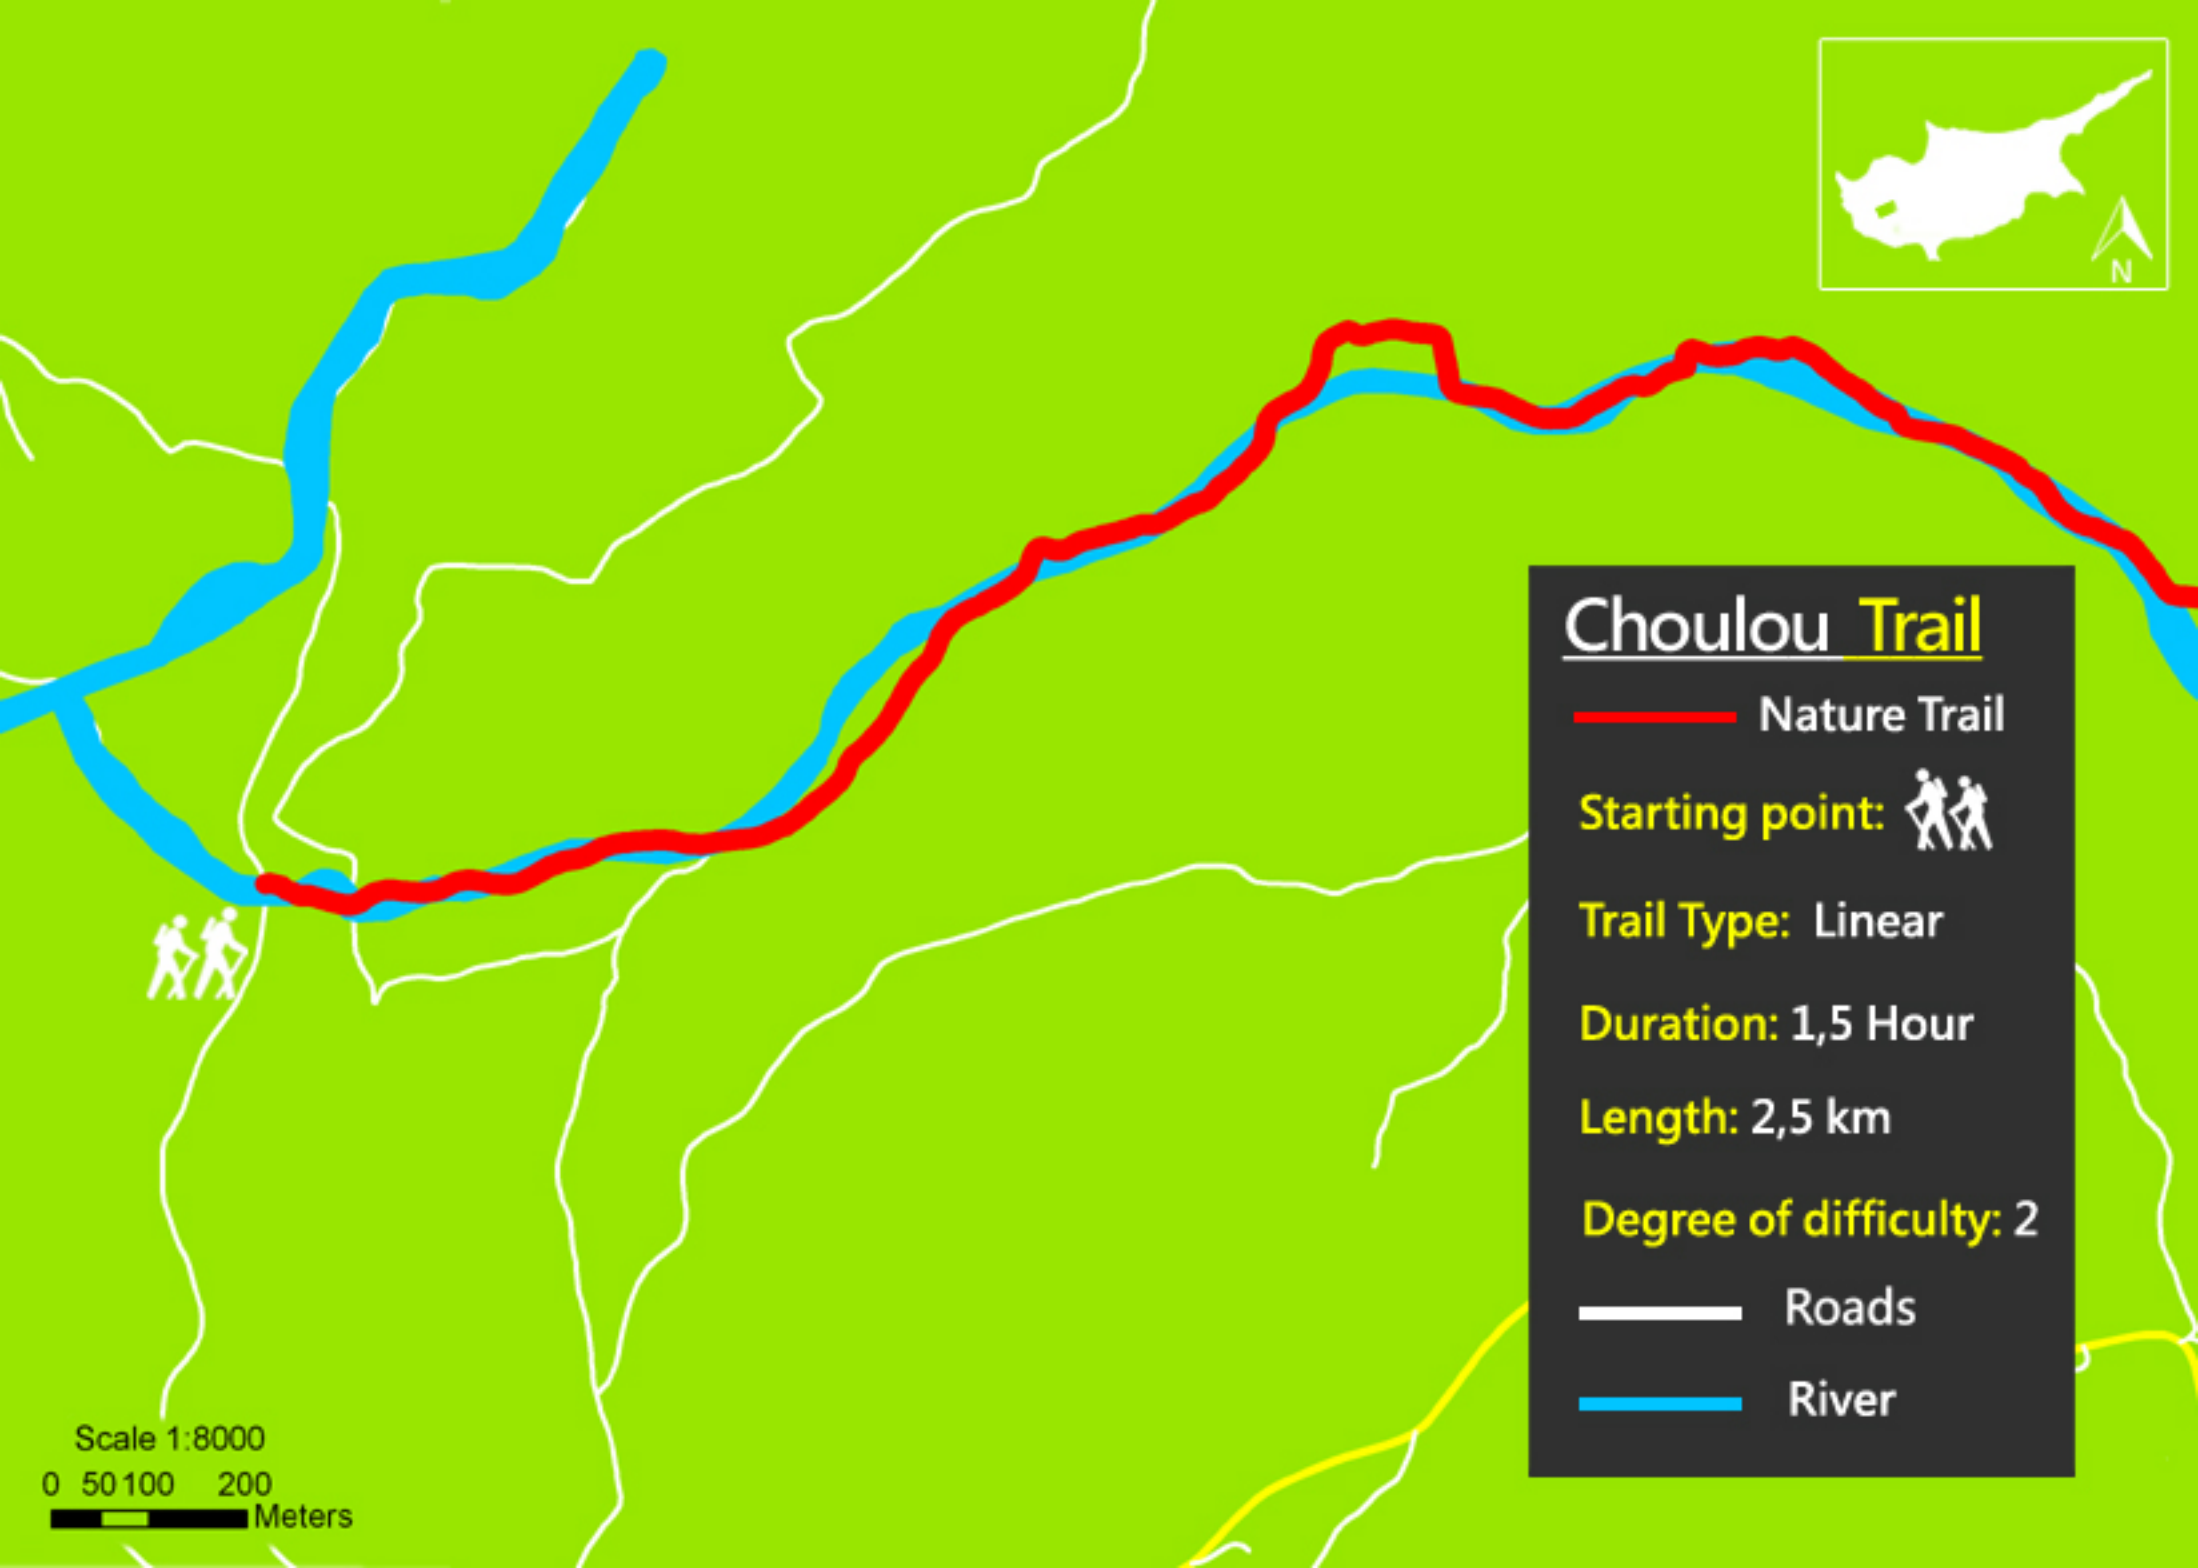 N
Choulou Trail
Nature Trail
Starting point:
Trail Type: Linear
Duration: 1,5 Hour
Length: 2,5 km
Degree of difficulty: 2
Roads
River
Scale 1:8000
0 50 100 200
Meters